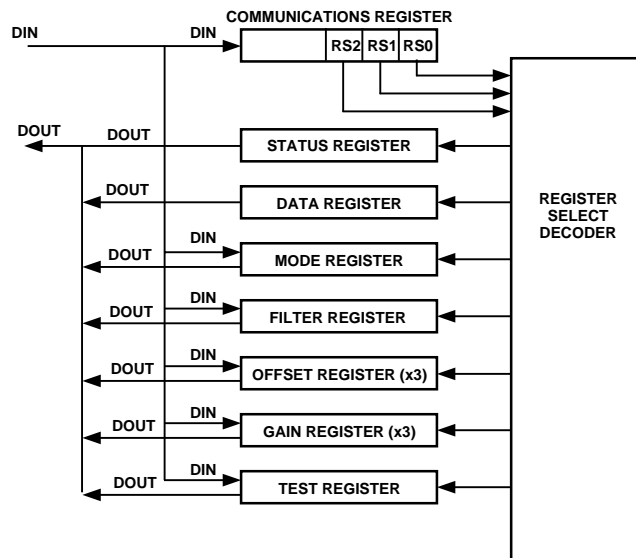 COMMUNICATIONS REGISTER
DIN
DIN
RS2 RS1 RS0
DOUT
DOUT
STATUS REGISTER
DOUT
DATA REGISTER
REGISTER
SELECT
DECODER
DIN
DOUT
MODE REGISTER
DIN
DOUT
FILTER REGISTER
DIN
DOUT
OFFSET REGISTER (x3)
DIN
DOUT
GAIN REGISTER (x3)
DIN
DOUT
TEST REGISTER